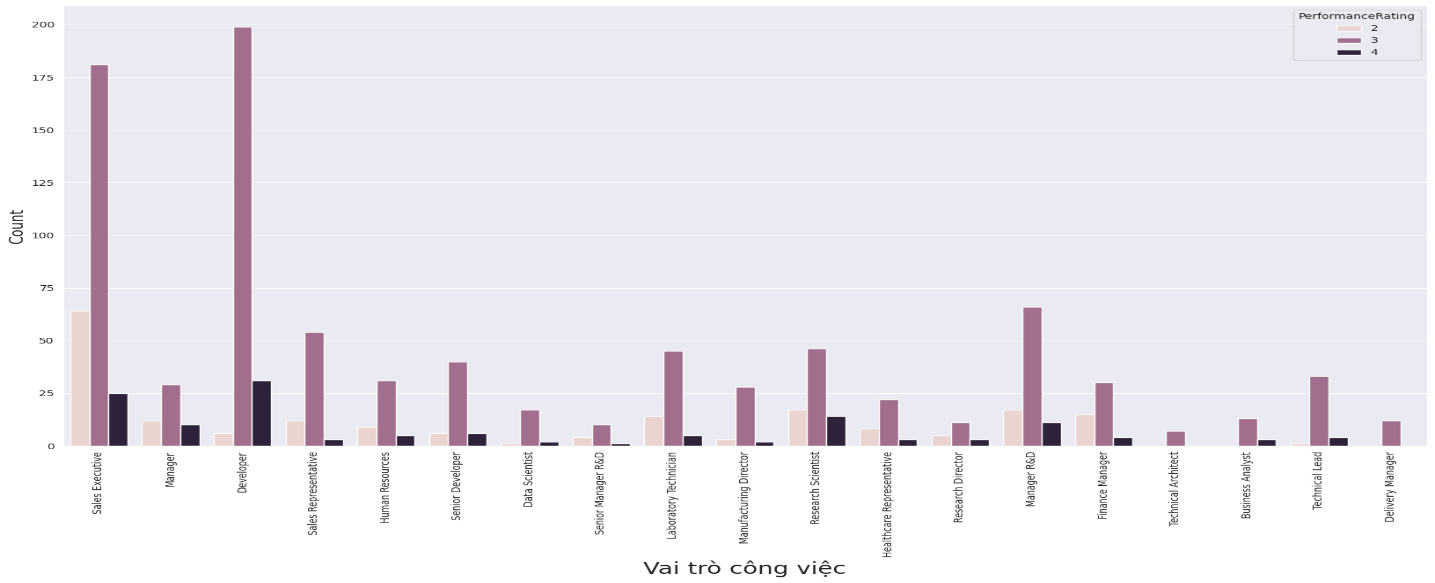 200
175
150
125
100
75
50
25
0
Count
PerformanceRating
2
3
4
Sales Executive
Manager
Developer
Sales Representative
Human Resources
Senior Developer
Data Scientist
Senior Manager R&D
Laboratory Technician
Manufacturing Director
Research Scientist
Healthcare Representative
Research Director
Manager R&D
Finance Manager
Technical Architect
Business Analyst
Technical Lead
Delivery Manager
Vai trò công việc